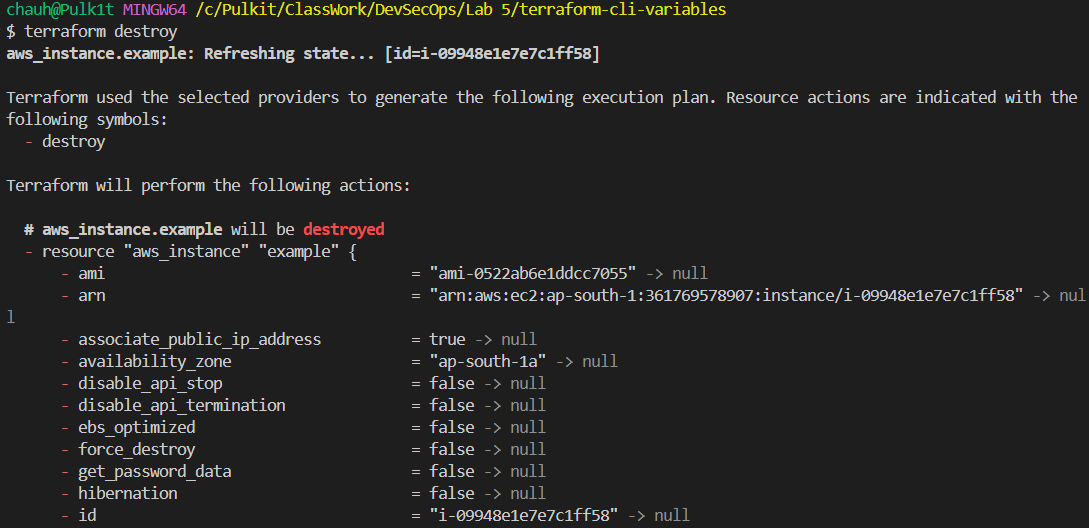 chauh@Pulk1t MINGW64 /c/Pulkit/ClassWork/DevSecOps/Lab 5/terraform-cli-variables
$ terraform destroy
aws_instance.example: Refreshing state... [id=i-09948e1e7e7c1ff58]
Terraform used the selected providers to generate the following execution plan. Resource actions are indicated with the
following symbols:
  - destroy
Terraform will perform the following actions:
  # aws_instance.example will be destroyed
  - resource "aws_instance" "example" {
      - ami                                  = "ami-0522ab6e1ddcc7055" -> null
      - arn                                  = "arn:aws:ec2:ap-south-1:361769578907:instance/i-09948e1e7e7c1ff58" -> nul
l
      - associate_public_ip_address          = true -> null
      - availability_zone                    = "ap-south-1a" -> null
      - disable_api_stop                     = false -> null
      - disable_api_termination              = false -> null
      - ebs_optimized                        = false -> null
      - force_destroy                        = false -> null
      - get_password_data                    = false -> null
      - hibernation                          = false -> null
      - id                                   = "i-09948e1e7e7c1ff58" -> null